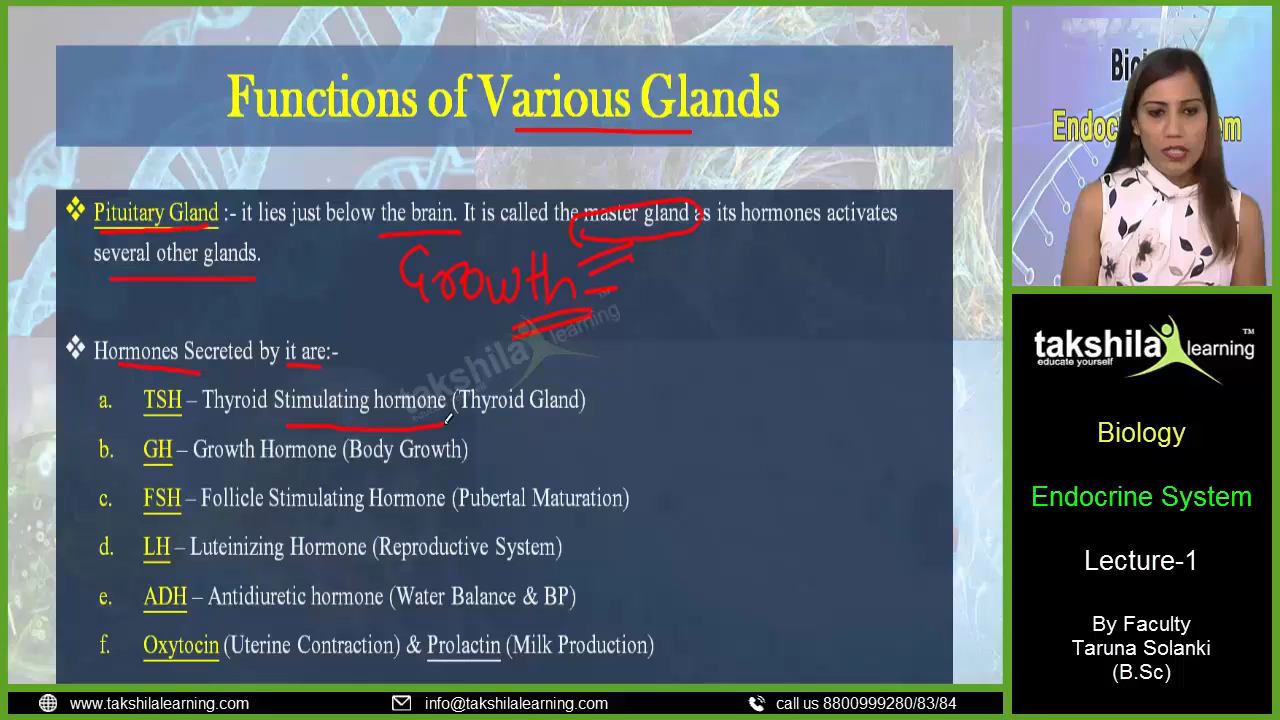 Functions of Various Glands
Pituitary Gland :- it lies just below the brain. It is called the master gland as its hormones activates
several other glands.
Growth
Hormones Secreted by it are:-
a. TSH – Thyroid Stimulating hormone (Thyroid Gland)
b. GH – Growth Hormone (Body Growth)
c. FSH – Follicle Stimulating Hormone (Pubertal Maturation)
d. LH – Luteinizing Hormone (Reproductive System)
e. ADH – Antidiuretic hormone (Water Balance & BP)
f. Oxytocin (Uterine Contraction) & Prolactin (Milk Production)
takshila learning
takshila learning ™
educate yourself
Biology
Endocrine System
Lecture-1
By Faculty
Taruna Solanki
(B.Sc)
www.takshilalearning.com info@takshilalearning.com call us 8800999280/83/84